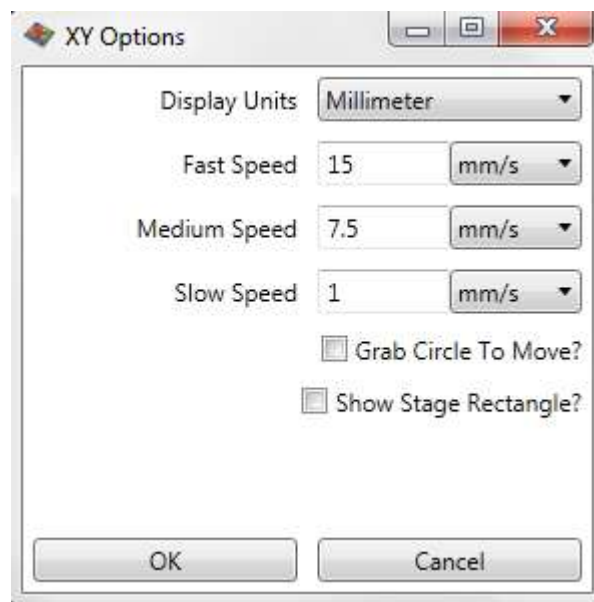 XY Options
Display Units Millimeter
Fast Speed 15 mm/s
Medium Speed 7.5 mm/s
Slow Speed 1 mm/s
Grab Circle To Move?
Show Stage Rectangle?
OK Cancel